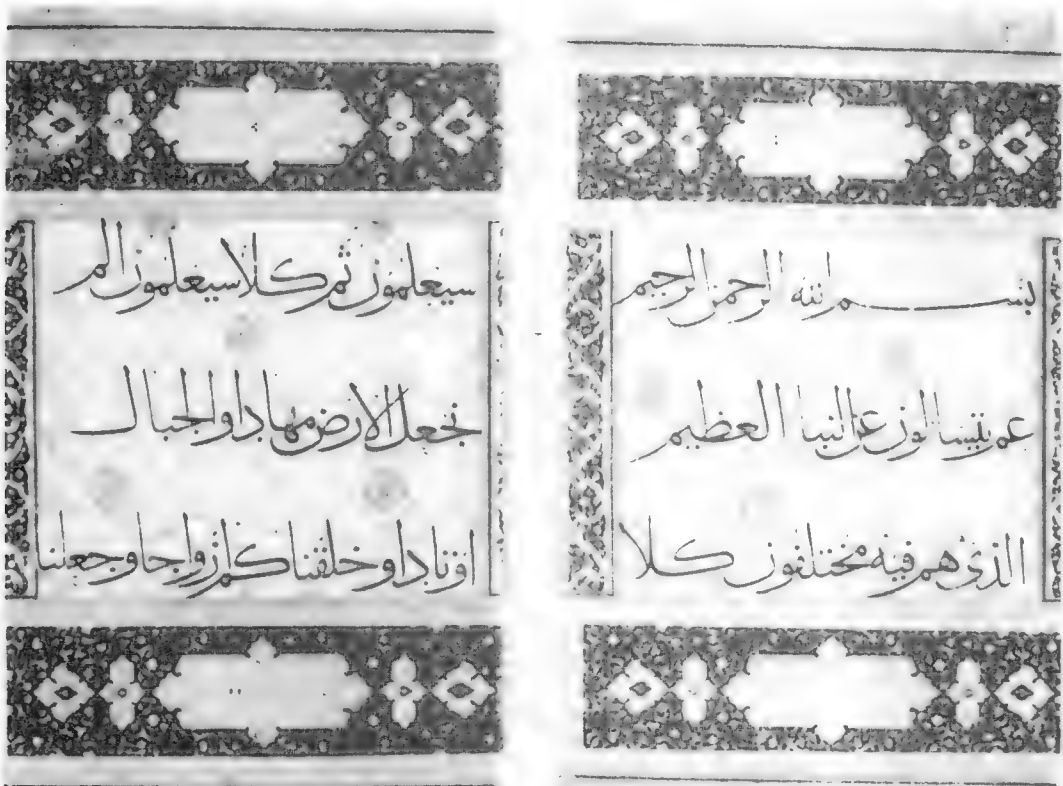 بسم الله الرحمن الرحيم
عم يتسالون عن النبا العظيم
الذي هم فيه مختلفون كلا
سيعلمون ثم كلا سيعلمون الم
نجعل الارض مهادا والجبال
اوتادا وخلقناكم ازواجا وجعلنا